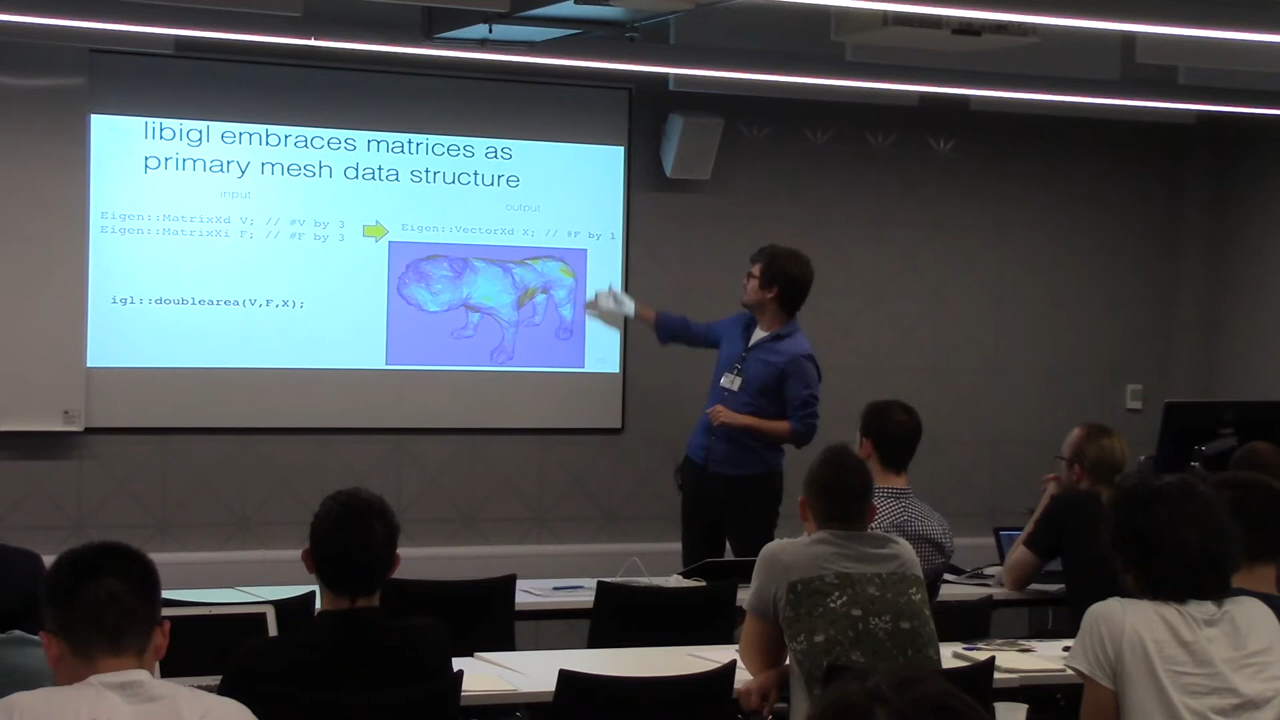 libigl embraces matrices as
primary mesh data structure
input
output
Eigen::MatrixXd V; // #V by 3
Eigen::MatrixXi F; // #F by 3
Eigen::VectorXd X; // #F by 1
igl::doublearea(V,F,X);